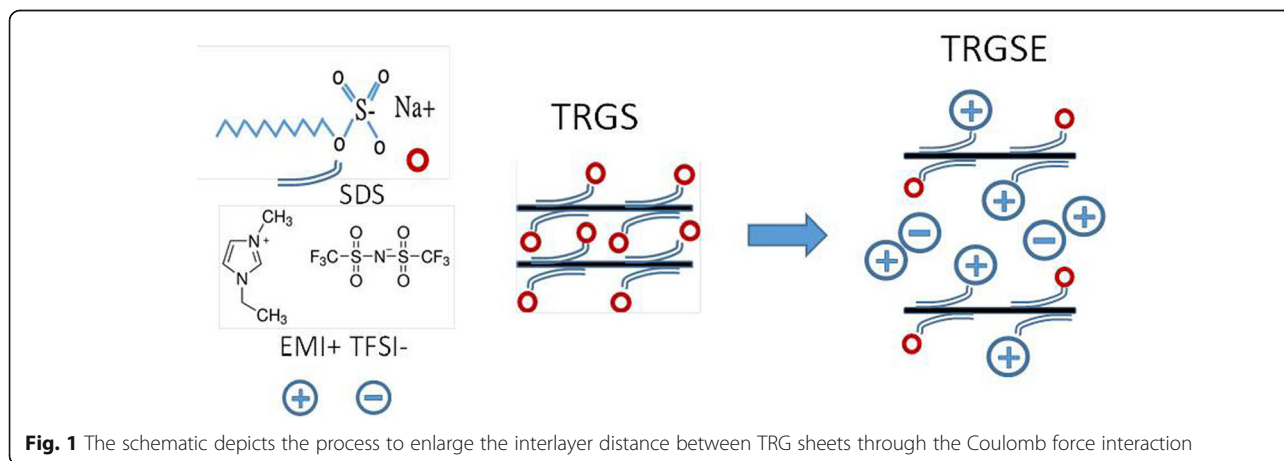 TRGSE
TRGS
O O
S- Na+
O O
SDS
CH₃
N+
N
CH₃
O O
F₃C-S-N⁻-S-CF₃
O O
EMI+ TFSI-
+ −
+
+
− + − +
+
+
Fig. 1 The schematic depicts the process to enlarge the interlayer distance between TRG sheets through the Coulomb force interaction